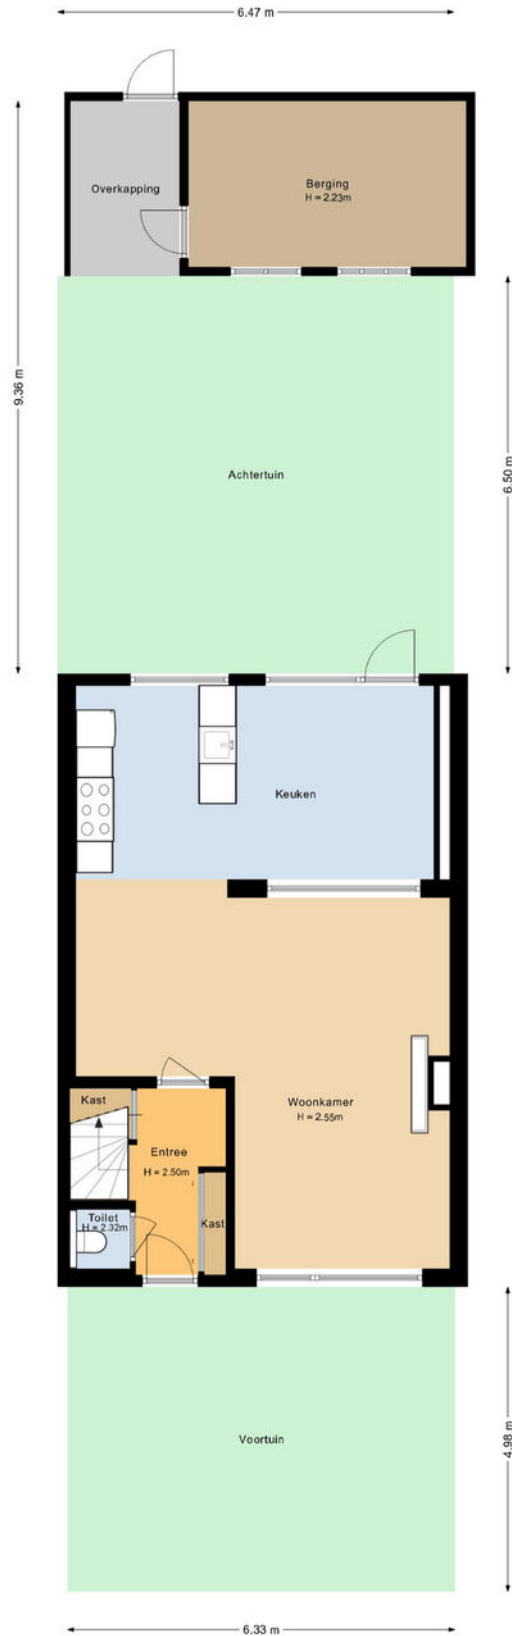 6.47 m
Overkapping
Berging
H = 2.23m
9.36 m
6.50 m
Achtertuin
Keuken
Kast
Woonkamer
H = 2.55m
Entree
H = 2.50m
Toilet
H = 2.32m
Kast
4.98 m
Voortuin
6.33 m